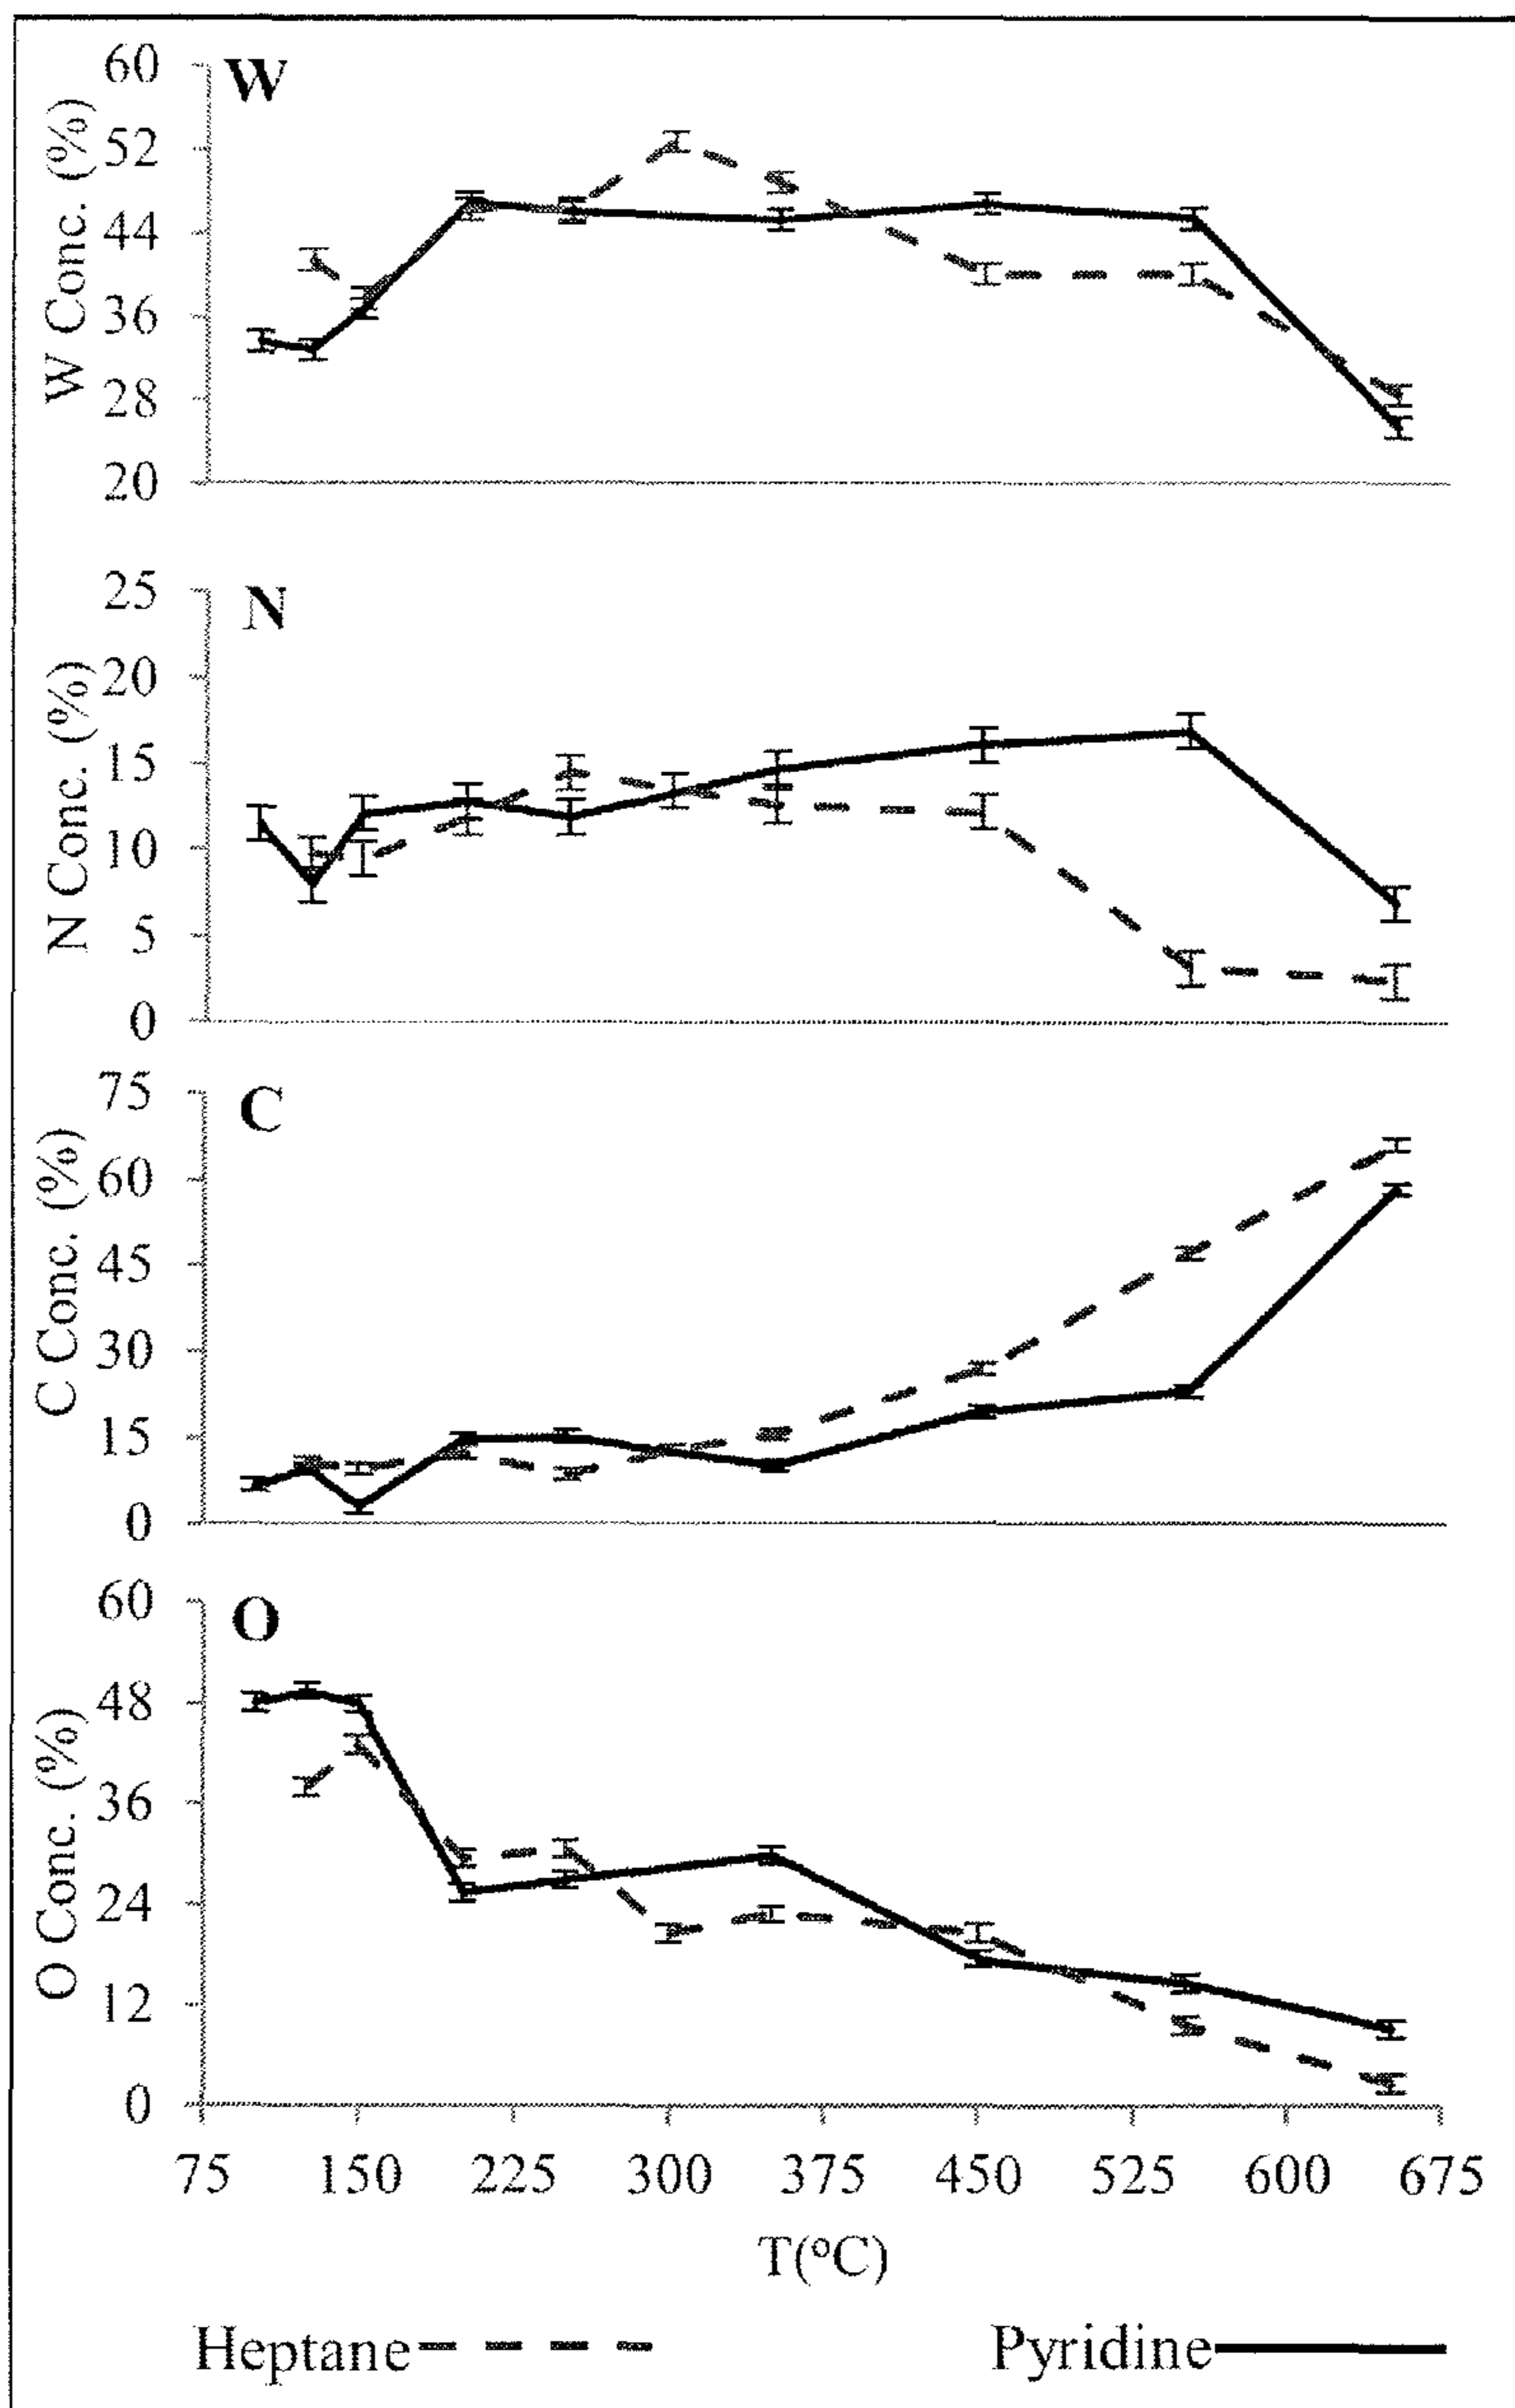 W
W Conc. (%)
60
52
44
36
28
20
N
N Conc. (%)
25
20
15
10
5
0
C
C Conc. (%)
75
60
45
30
15
0
O
O Conc. (%)
60
48
36
24
12
0
75 150 225 300 375 450 525 600 675
T(°C)
Heptane Pyridine